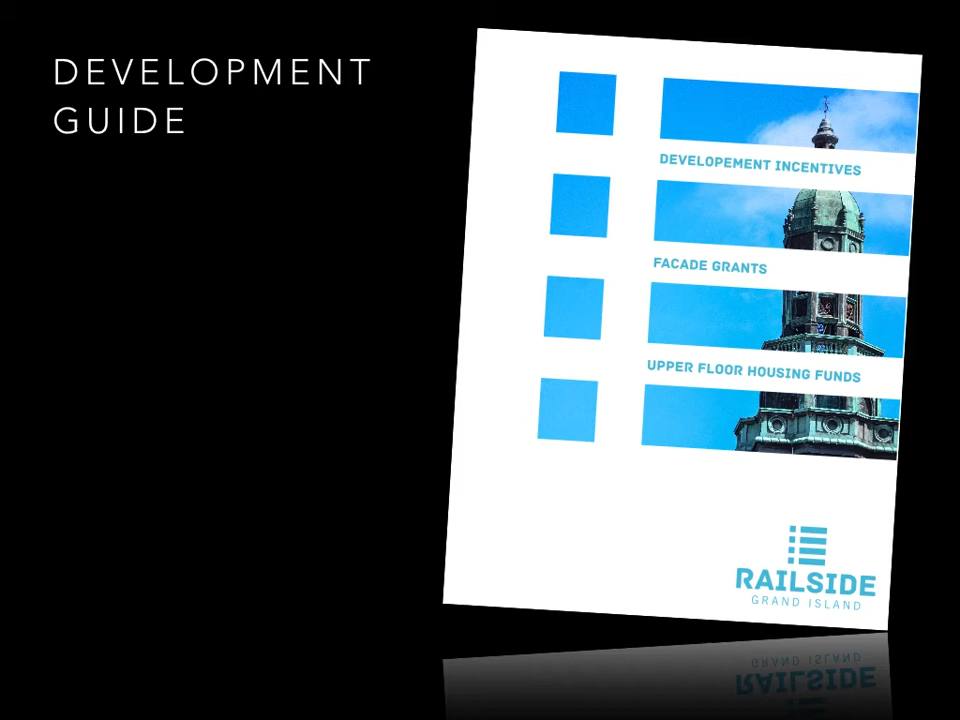 DEVELOPMENT
GUIDE
DEVELOPEMENT INCENTIVES
FACADE GRANTS
UPPER FLOOR HOUSING FUNDS
RAILSIDE
GRAND ISLAND